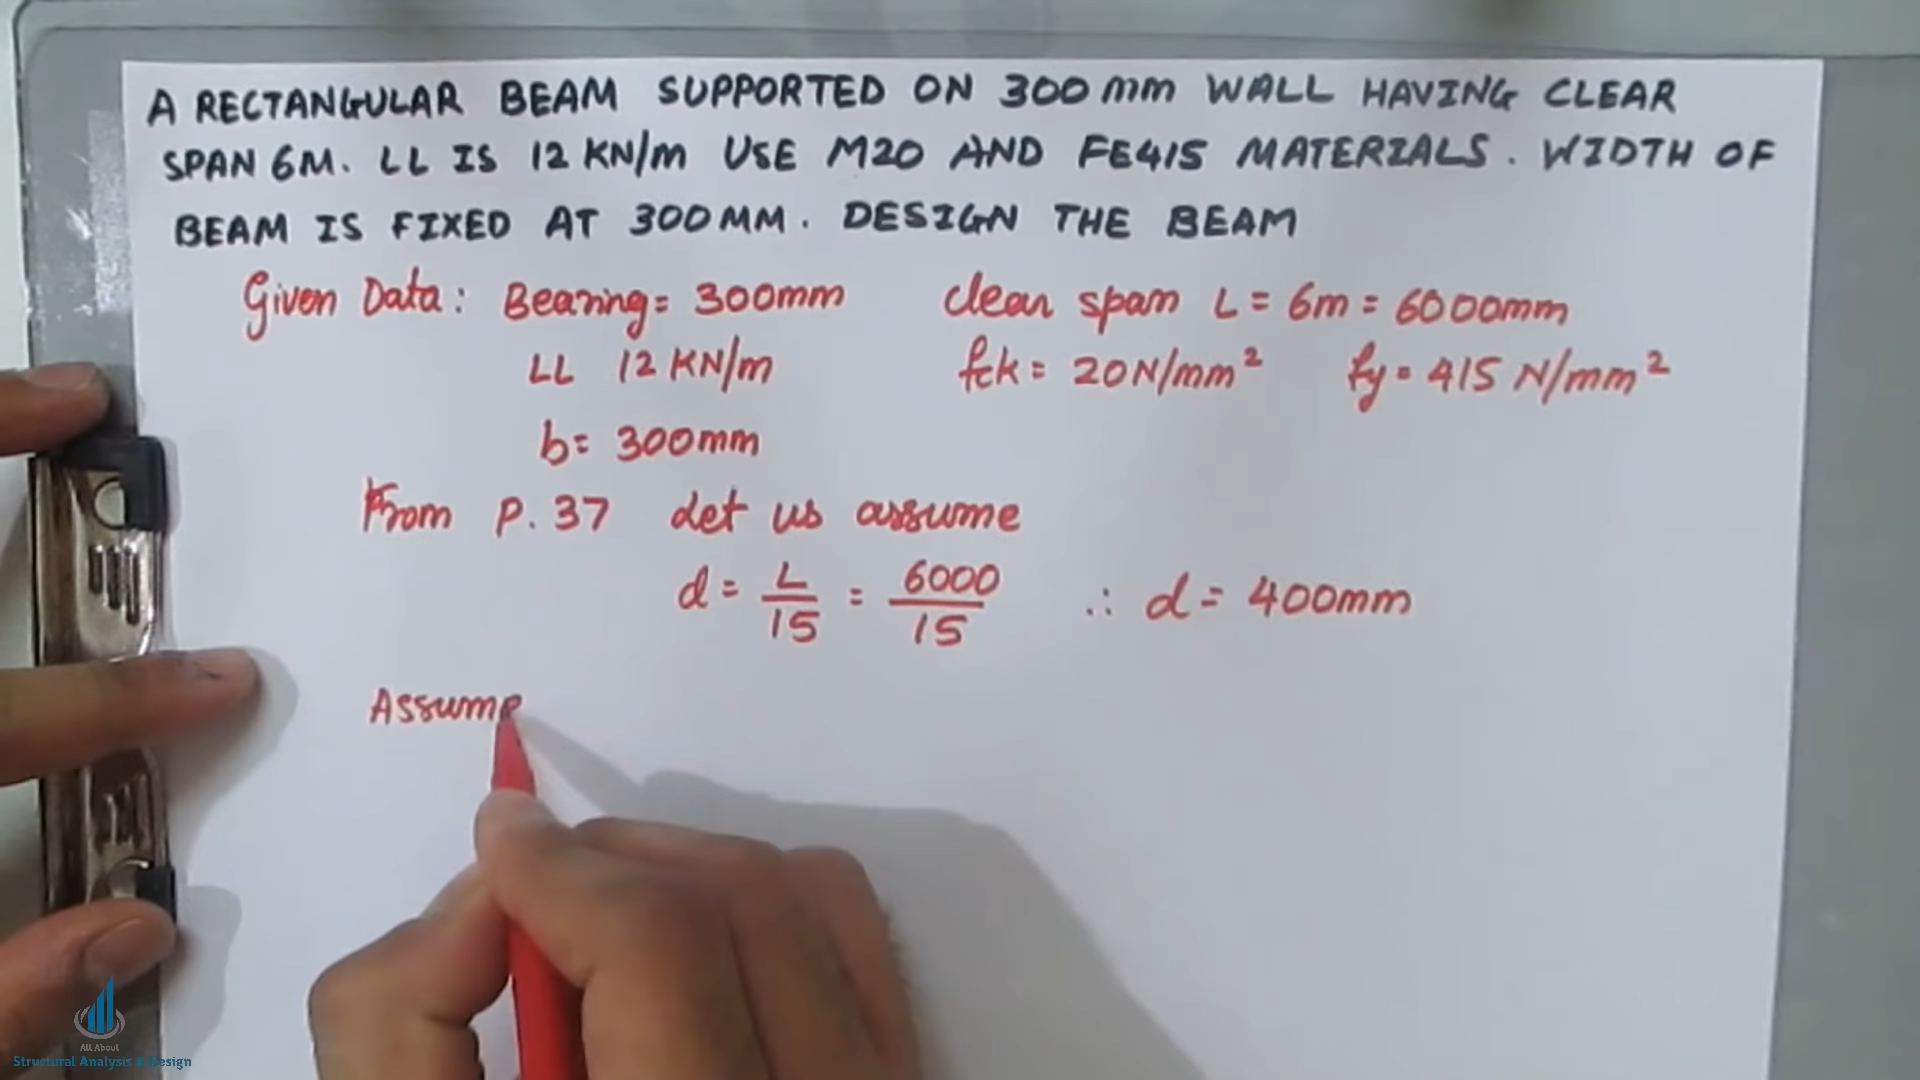 A RECTANGULAR BEAM SUPPORTED ON 300 mm WALL HAVING CLEAR
SPAN 6M. LL IS 12 KN/m USE M20 AND FE415 MATERIALS. WIDTH OF
BEAM IS FIXED AT 300MM. DESIGN THE BEAM
Given Data: Bearing = 300mm clear span L = 6m = 6000mm
LL 12 KN/m fck = 20N/mm² fy = 415 N/mm²
b = 300mm
From P. 37 Let us assume
d = L/15 = 6000/15 ∴ d = 400mm
Assume
All About
Structural Analysis & Design